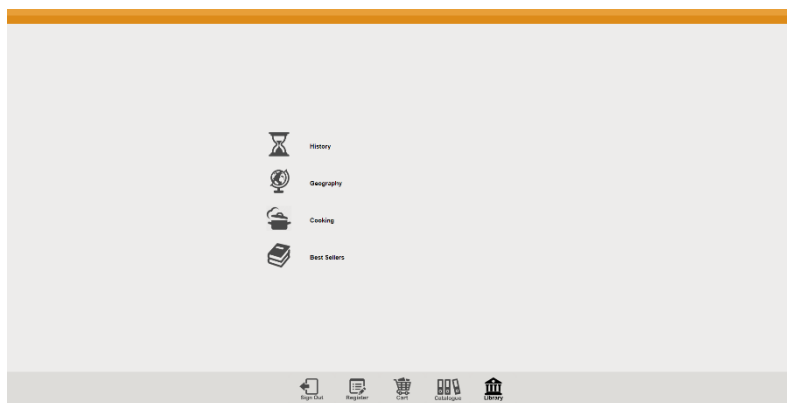 History
Geography
Cooking
Best Sellers
Sign Out
Register
Cart
Catalogue
Library